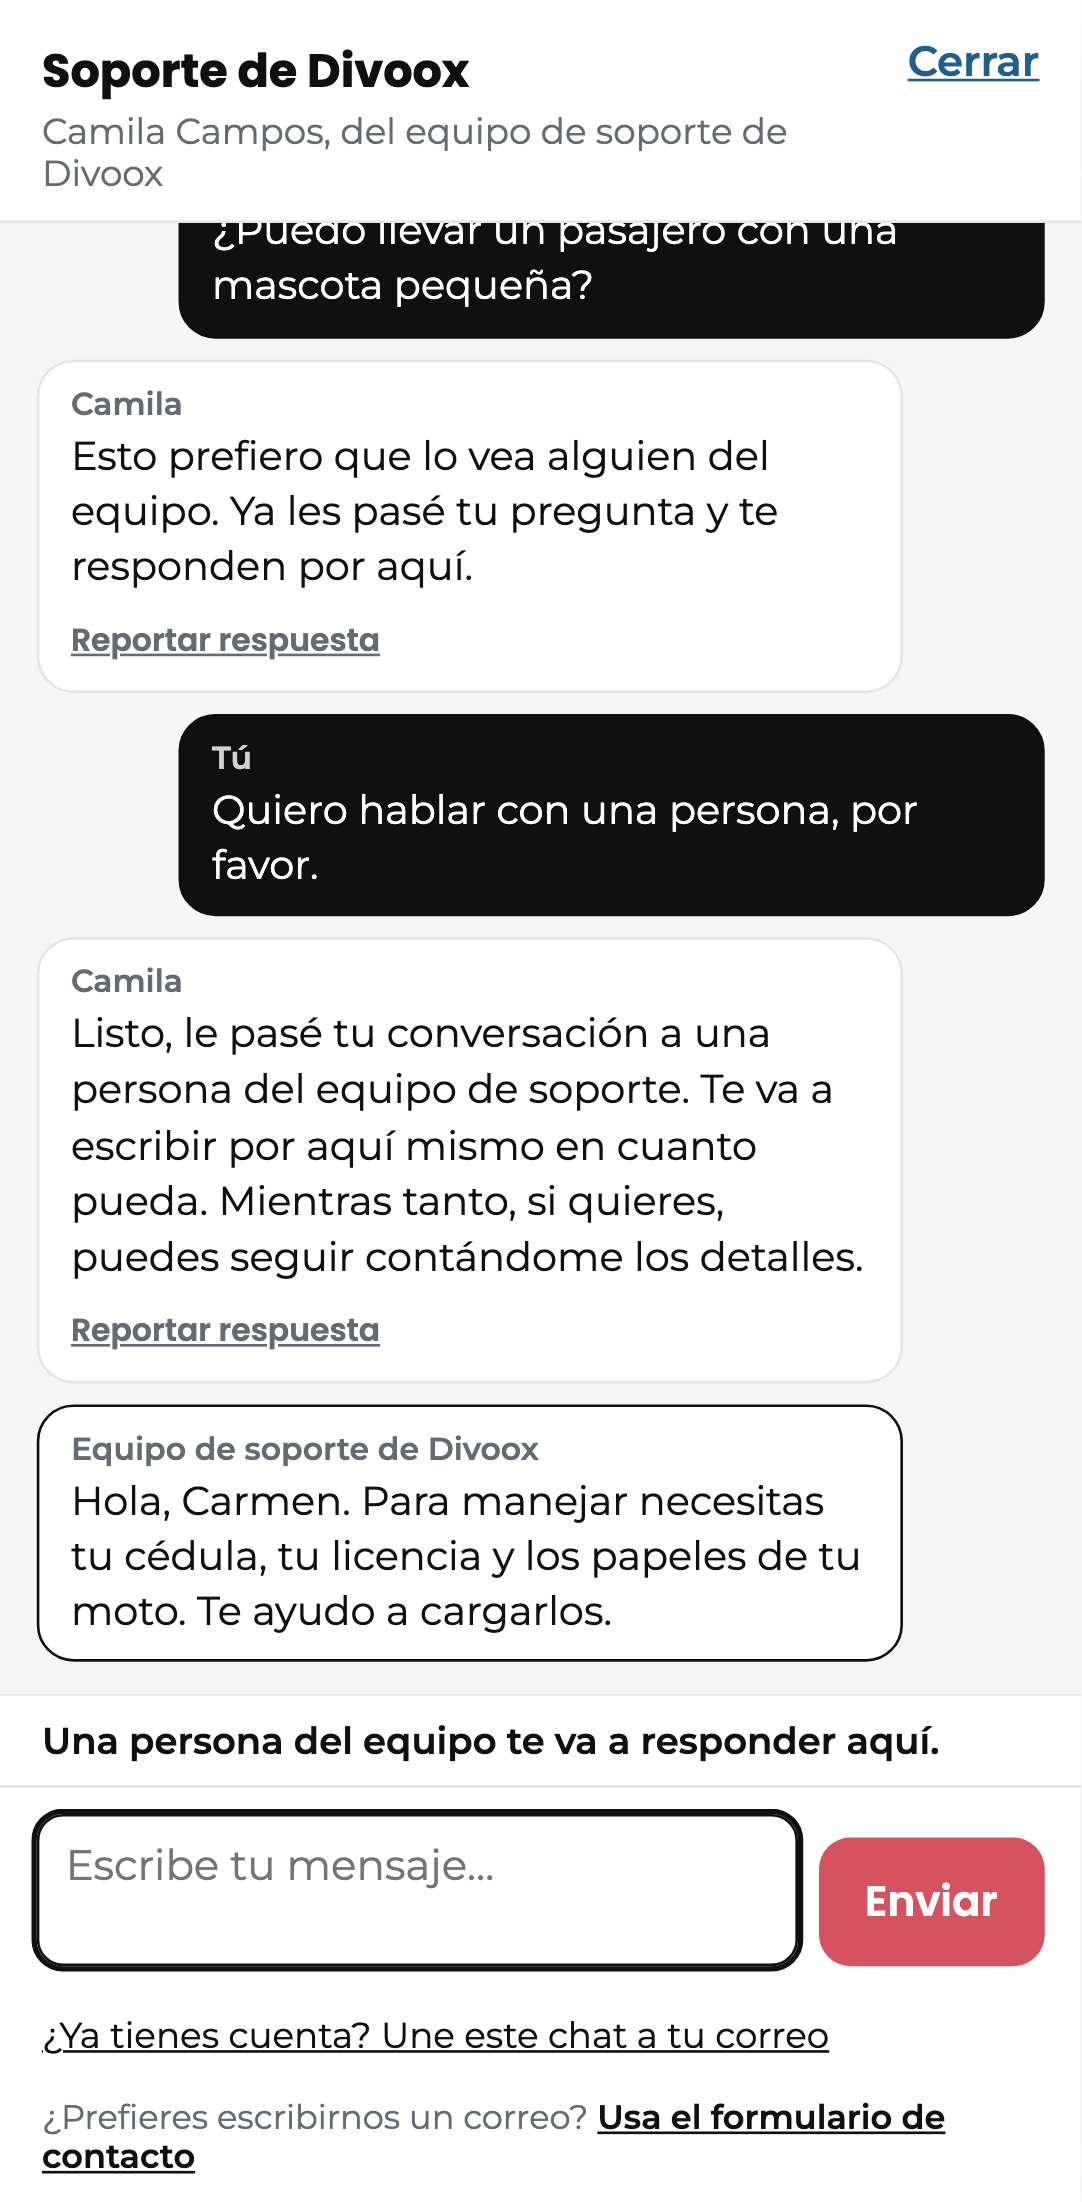 Soporte de Divoox
Cerrar
Camila Campos, del equipo de soporte de
Divoox
¿Puedo llevar un pasajero con una
mascota pequeña?
Camila
Esto prefiero que lo vea alguien del
equipo. Ya les pasé tu pregunta y te
responden por aquí.
Reportar respuesta
Tú
Quiero hablar con una persona, por
favor.
Camila
Listo, le pasé tu conversación a una
persona del equipo de soporte. Te va a
escribir por aquí mismo en cuanto
pueda. Mientras tanto, si quieres,
puedes seguir contándome los detalles.
Reportar respuesta
Equipo de soporte de Divoox
Hola, Carmen. Para manejar necesitas
tu cédula, tu licencia y los papeles de tu
moto. Te ayudo a cargarlos.
Una persona del equipo te va a responder aquí.
Escribe tu mensaje...
Enviar
¿Ya tienes cuenta? Une este chat a tu correo
¿Prefieres escribirnos un correo? Usa el formulario de
contacto